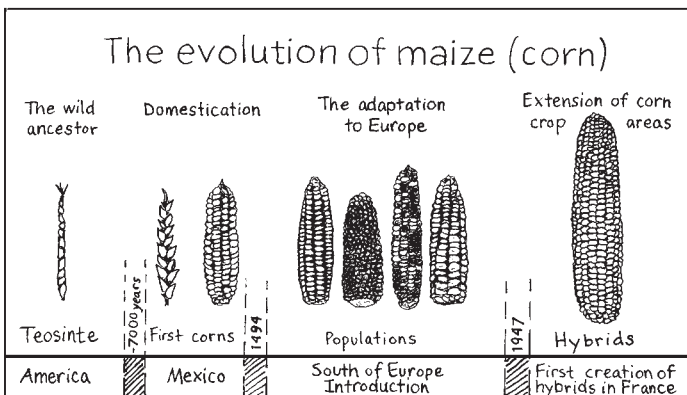 The evolution of maize (corn)
The wild
ancestor
Domestication
The adaptation
to Europe
Extension of corn
crop areas
Teosinte
-7000 years
First corns
1494
Populations
1947
Hybrids
America
Mexico
South of Europe
Introduction
First creation of
hybrids in France